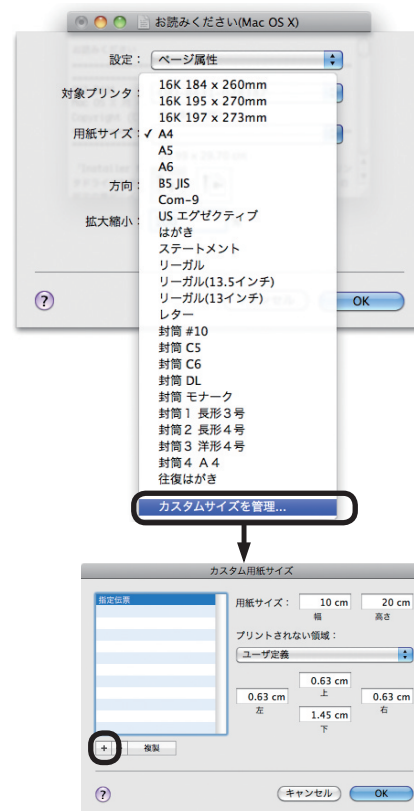 お読みください(Mac OS X)
設定： ページ属性
対象プリンタ：
用紙サイズ：✓ A4
16K 184 x 260mm
16K 195 x 270mm
16K 197 x 273mm
A5
A6
B5 JIS
Com-9
US エグゼクティブ
はがき
ステートメント
リーガル
リーガル(13.5インチ)
リーガル(13インチ)
レター
封筒 #10
封筒 C5
封筒 C6
封筒 DL
封筒 モナーク
封筒１ 長形３号
封筒２ 長形４号
封筒３ 洋形４号
封筒４ Ａ４
往復はがき
カスタムサイズを管理...
方向：
拡大縮小：
?
OK
カスタム用紙サイズ
指定伝票
用紙サイズ： 10 cm 20 cm
幅 高さ
プリントされない領域：
ユーザ定義
0.63 cm
上
0.63 cm 0.63 cm
左 右
1.45 cm
下
+ 複製
? キャンセル OK